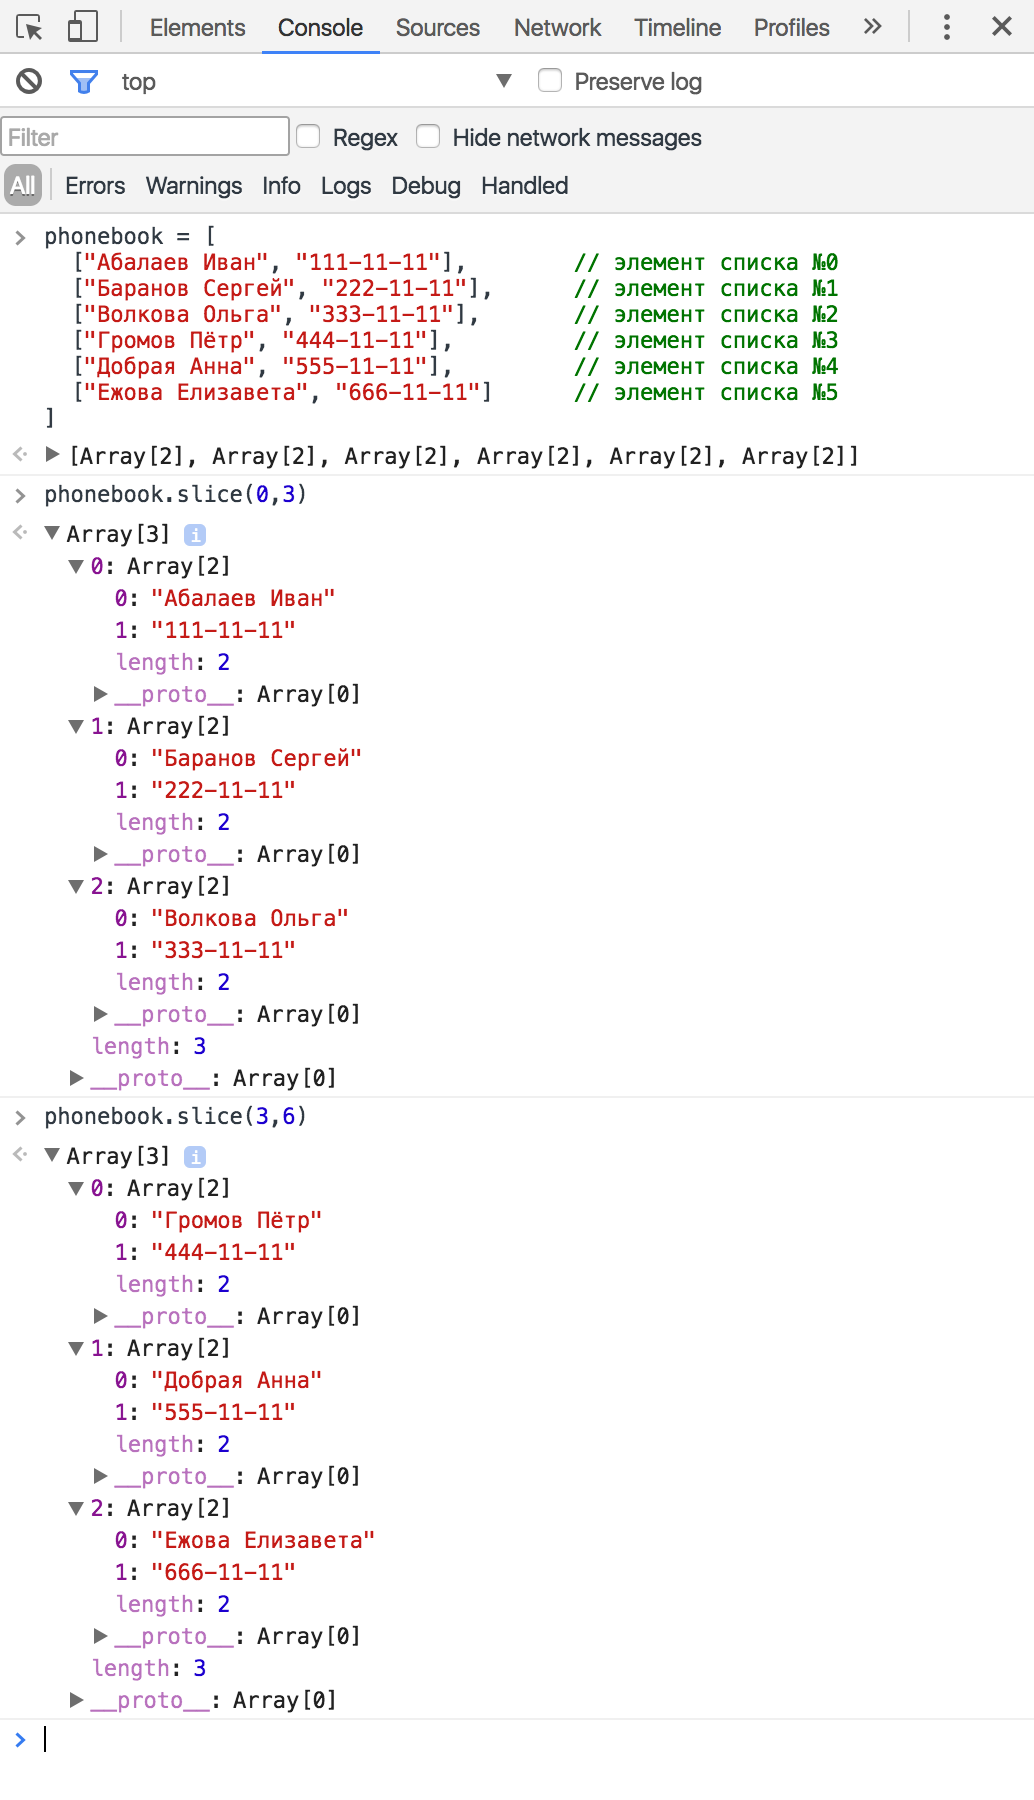 Elements Console Sources Network Timeline Profiles »
top ▼ Preserve log
Filter Regex Hide network messages
All Errors Warnings Info Logs Debug Handled
phonebook = [
["Абалаев Иван", "111-11-11"], // элемент списка №0
["Баранов Сергей", "222-11-11"], // элемент списка №1
["Волкова Ольга", "333-11-11"], // элемент списка №2
["Громов Пётр", "444-11-11"], // элемент списка №3
["Добрая Анна", "555-11-11"], // элемент списка №4
["Ежова Елизавета", "666-11-11"] // элемент списка №5
]
[Array[2], Array[2], Array[2], Array[2], Array[2], Array[2]]
phonebook.slice(0,3)
Array[3] i
0: Array[2]
0: "Абалаев Иван"
1: "111-11-11"
length: 2
__proto__: Array[0]
1: Array[2]
0: "Баранов Сергей"
1: "222-11-11"
length: 2
__proto__: Array[0]
2: Array[2]
0: "Волкова Ольга"
1: "333-11-11"
length: 2
__proto__: Array[0]
length: 3
__proto__: Array[0]
phonebook.slice(3,6)
Array[3] i
0: Array[2]
0: "Громов Пётр"
1: "444-11-11"
length: 2
__proto__: Array[0]
1: Array[2]
0: "Добрая Анна"
1: "555-11-11"
length: 2
__proto__: Array[0]
2: Array[2]
0: "Ежова Елизавета"
1: "666-11-11"
length: 2
__proto__: Array[0]
length: 3
__proto__: Array[0]